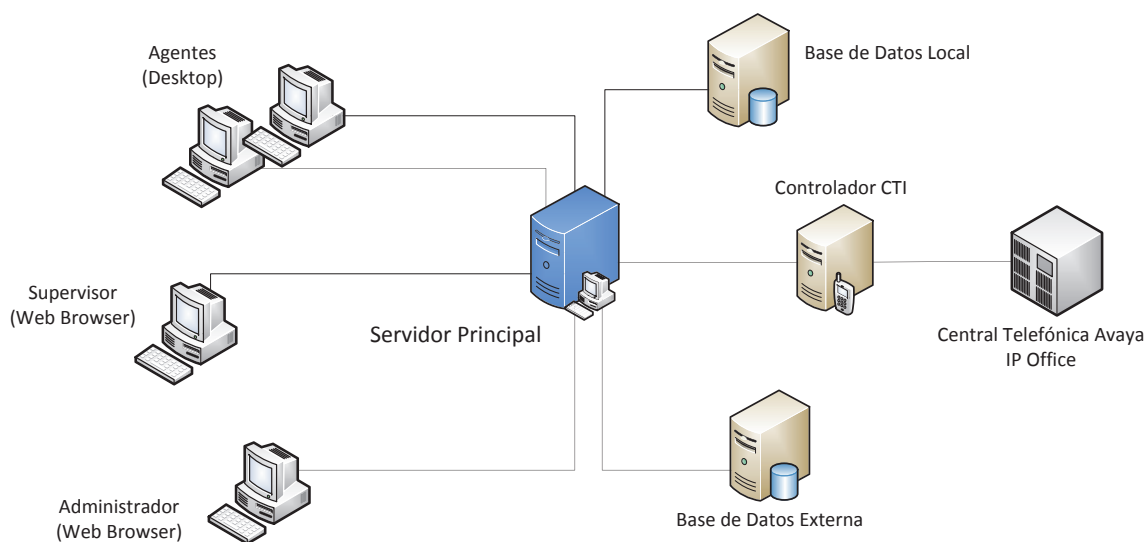 Agentes
(Desktop)
Base de Datos Local
Controlador CTI
Supervisor
(Web Browser)
Servidor Principal
Central Telefónica Avaya
IP Office
Administrador
(Web Browser)
Base de Datos Externa